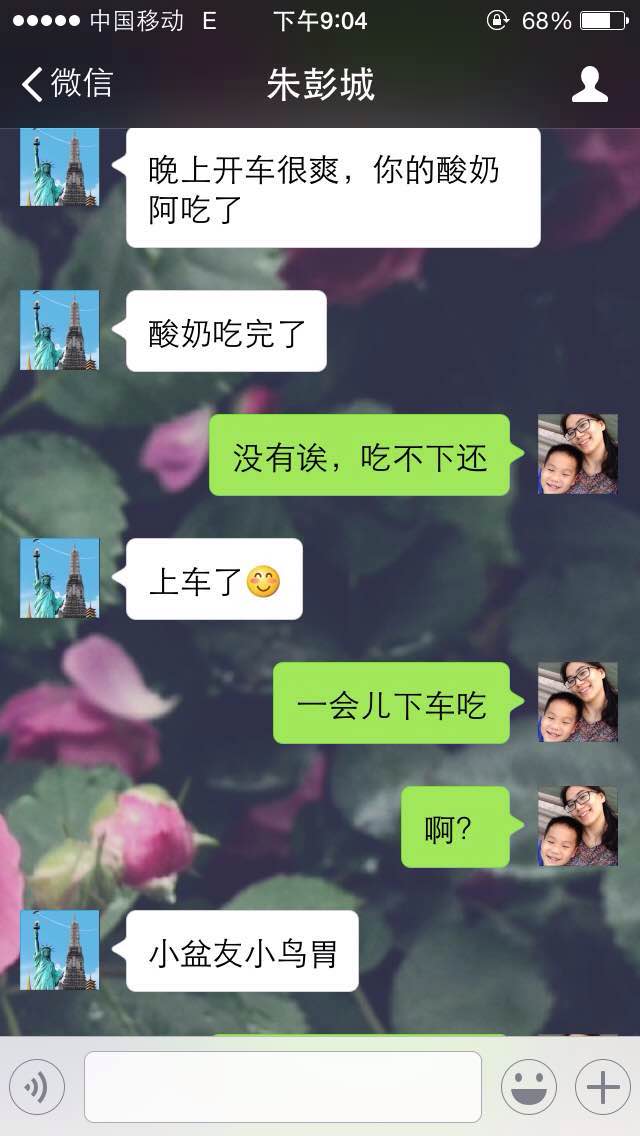 中国移动 E 下午9:04 68%
微信 朱彭城
晚上开车很爽，你的酸奶
阿吃了
酸奶吃完了
没有诶，吃不下还
上车了😊
一会儿下车吃
啊？
小盆友小鸟胃